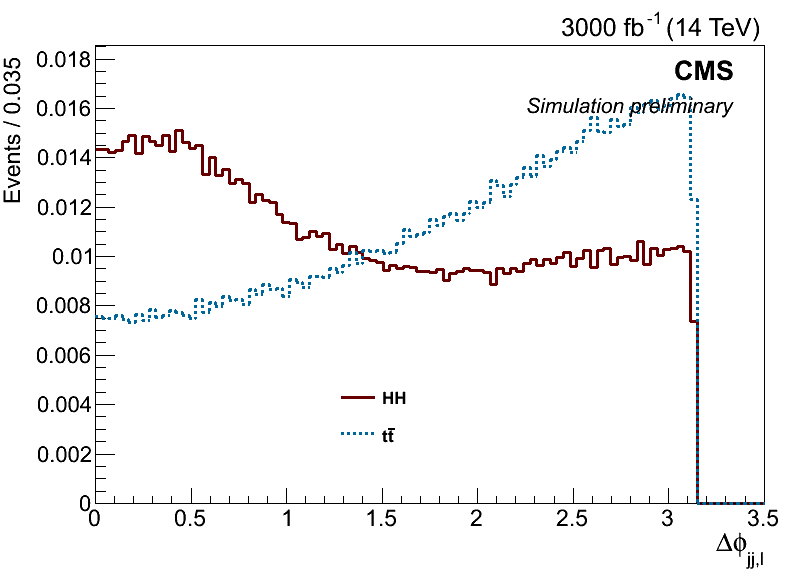 3000 fb⁻¹ (14 TeV)
CMS
Simulation preliminary
Events / 0.035
0.018
0.016
0.014
0.012
0.01
0.008
0.006
0.004
0.002
0
HH
tt̄
0 0.5 1 1.5 2 2.5 3 3.5
Δϕjj,l